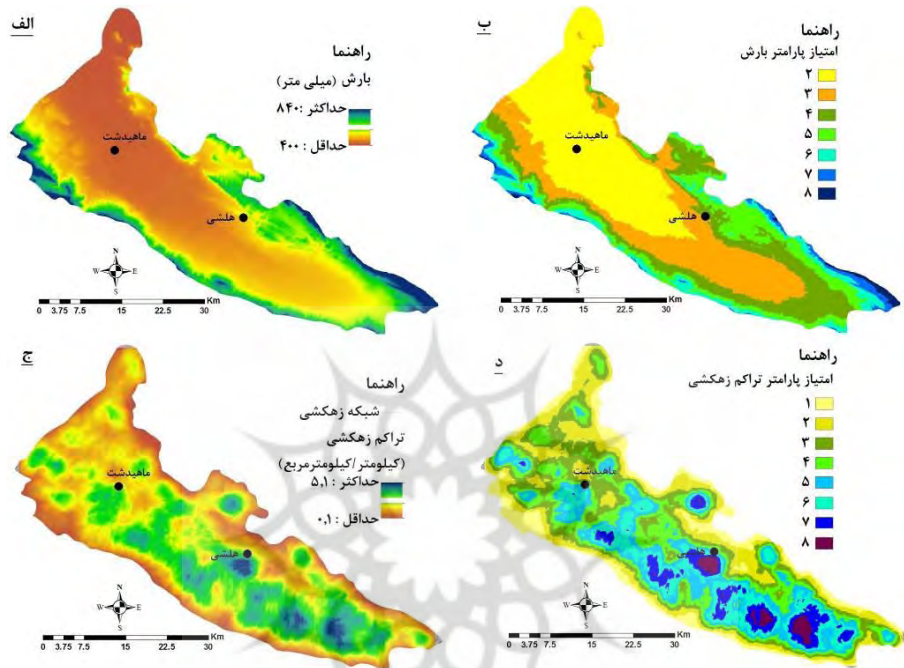 الف
راهنما
بارش (میلی متر)
حداکثر :۸۴۰
حداقل : ۴۰۰
ماهیدشت
هلشی
N
W E
S
Km
0 3.75 7.5 15 22.5 30
ب
راهنما
امتیاز پارامتر بارش
۲
۳
۴
۵
۶
۷
۸
ماهیدشت
هلشی
N
W E
S
Km
0 3.75 7.5 15 22.5 30
ج
راهنما
شبکه زهکشی
تراکم زهکشی
(کیلومتر/کیلومترمربع)
حداکثر : ۵,۱
حداقل : ۰,۱
ماهیدشت
هلشی
N
W E
S
Km
0 3.75 7.5 15 22.5 30
د
راهنما
امتیاز پارامتر تراکم زهکشی
۱
۲
۳
۴
۵
۶
۷
۸
ماهیدشت
هلشی
N
W E
S
Km
0 3.75 7.5 15 22.5 30